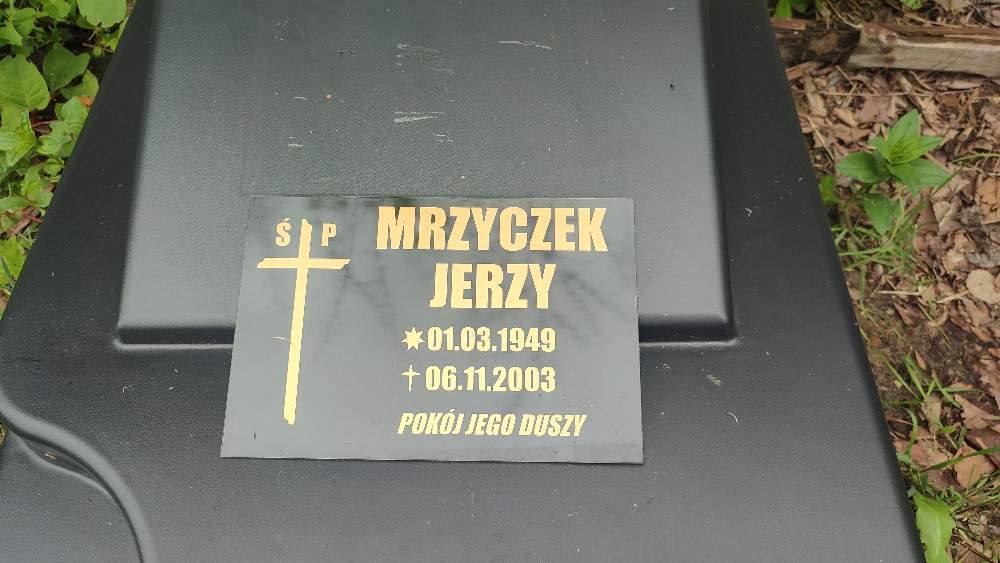 Ś P
MRZYCZEK
JERZY
01.03.1949
06.11.2003
POKÓJ JEGO DUSZY